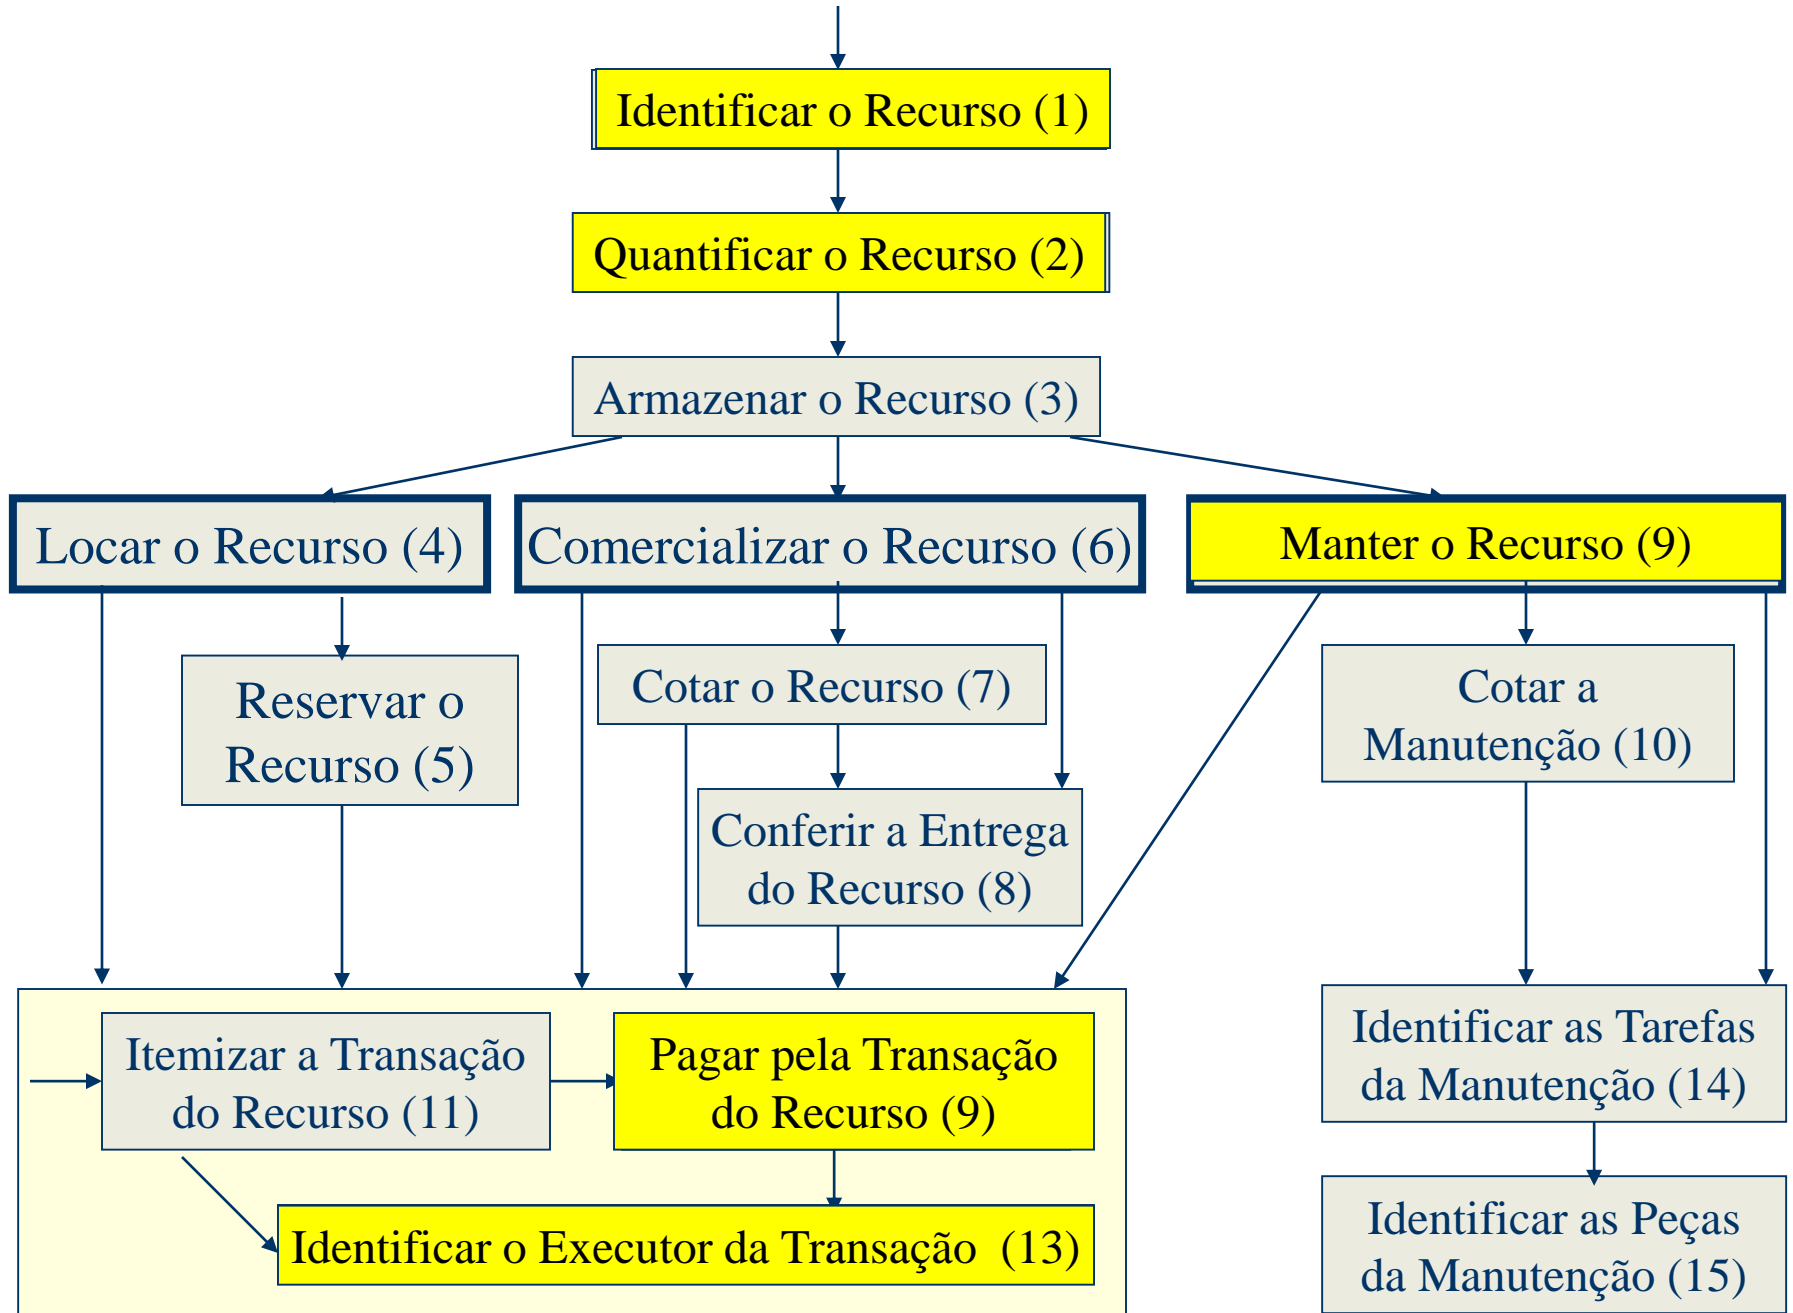 Identificar o Recurso (1)
Quantificar o Recurso (2)
Armazenar o Recurso (3)
Locar o Recurso (4)
Comercializar o Recurso (6)
Manter o Recurso (9)
Reservar o
Recurso (5)
Cotar o Recurso (7)
Cotar a
Manutenção (10)
Conferir a Entrega
do Recurso (8)
Itemizar a Transação
do Recurso (11)
Pagar pela Transação
do Recurso (9)
Identificar as Tarefas
da Manutenção (14)
Identificar o Executor da Transação (13)
Identificar as Peças
da Manutenção (15)